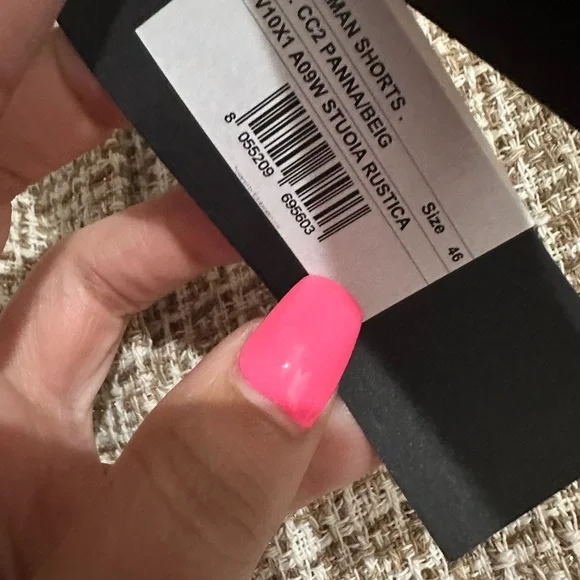 MAN SHORTS .
. CC2 PANNA/BEIG
V10X1 A09W STUOIA RUSTICA
8 055209 695603
Size 46